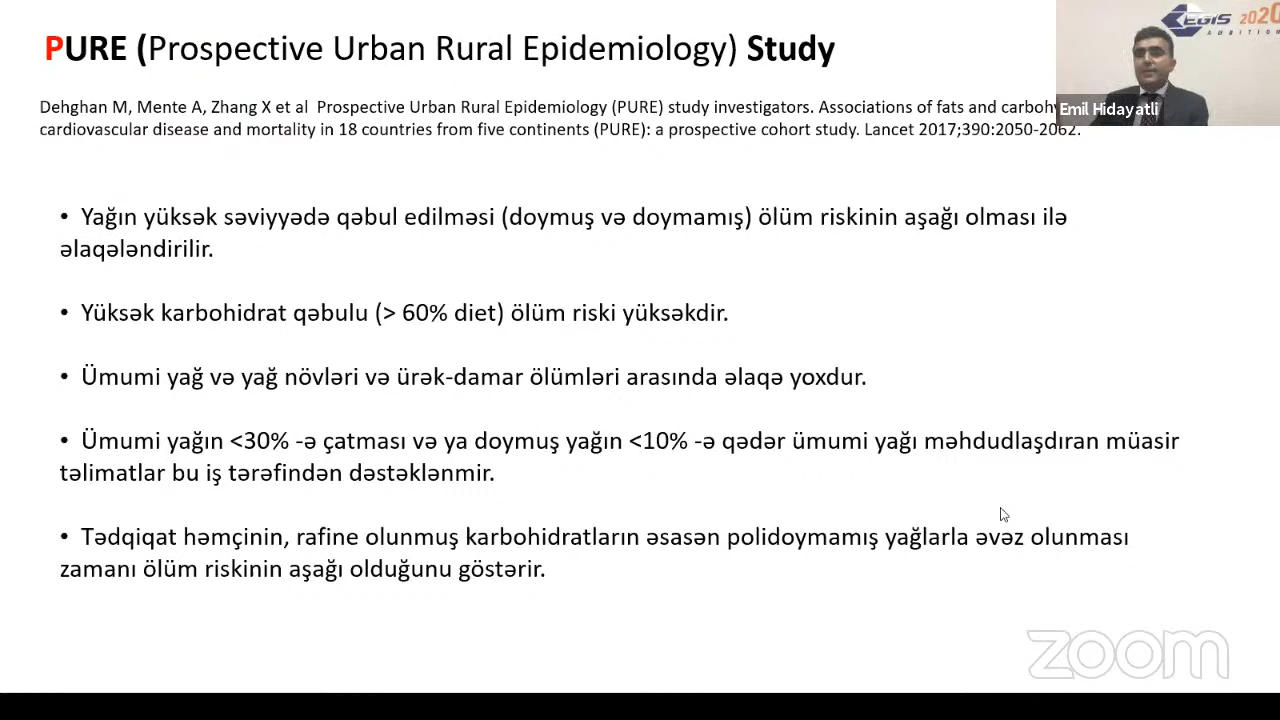 PURE (Prospective Urban Rural Epidemiology) Study
EGIS 2020
AMBITION
Emil Hidayatli
Dehghan M, Mente A, Zhang X et al Prospective Urban Rural Epidemiology (PURE) study investigators. Associations of fats and
cardiovascular disease and mortality in 18 countries from five continents (PURE): a prospective cohort study. Lancet 2017;390:2050-2062.
• Yağın yüksək səviyyədə qəbul edilməsi (doymuş və doymamış) ölüm riskinin aşağı olması ilə
əlaqələndirilir.
• Yüksək karbohidrat qəbulu (> 60% diet) ölüm riski yüksəkdir.
• Ümumi yağ və yağ növləri və ürək-damar ölümləri arasında əlaqə yoxdur.
• Ümumi yağın <30% -ə çatması və ya doymuş yağın <10% -ə qədər ümumi yağı məhdudlaşdıran müasir
təlimatlar bu iş tərəfindən dəstəklənmir.
• Tədqiqat həmçinin, rafine olunmuş karbohidratların əsasən polidoymamış yağlarla əvəz olunması
zamanı ölüm riskinin aşağı olduğunu göstərir.
zoom